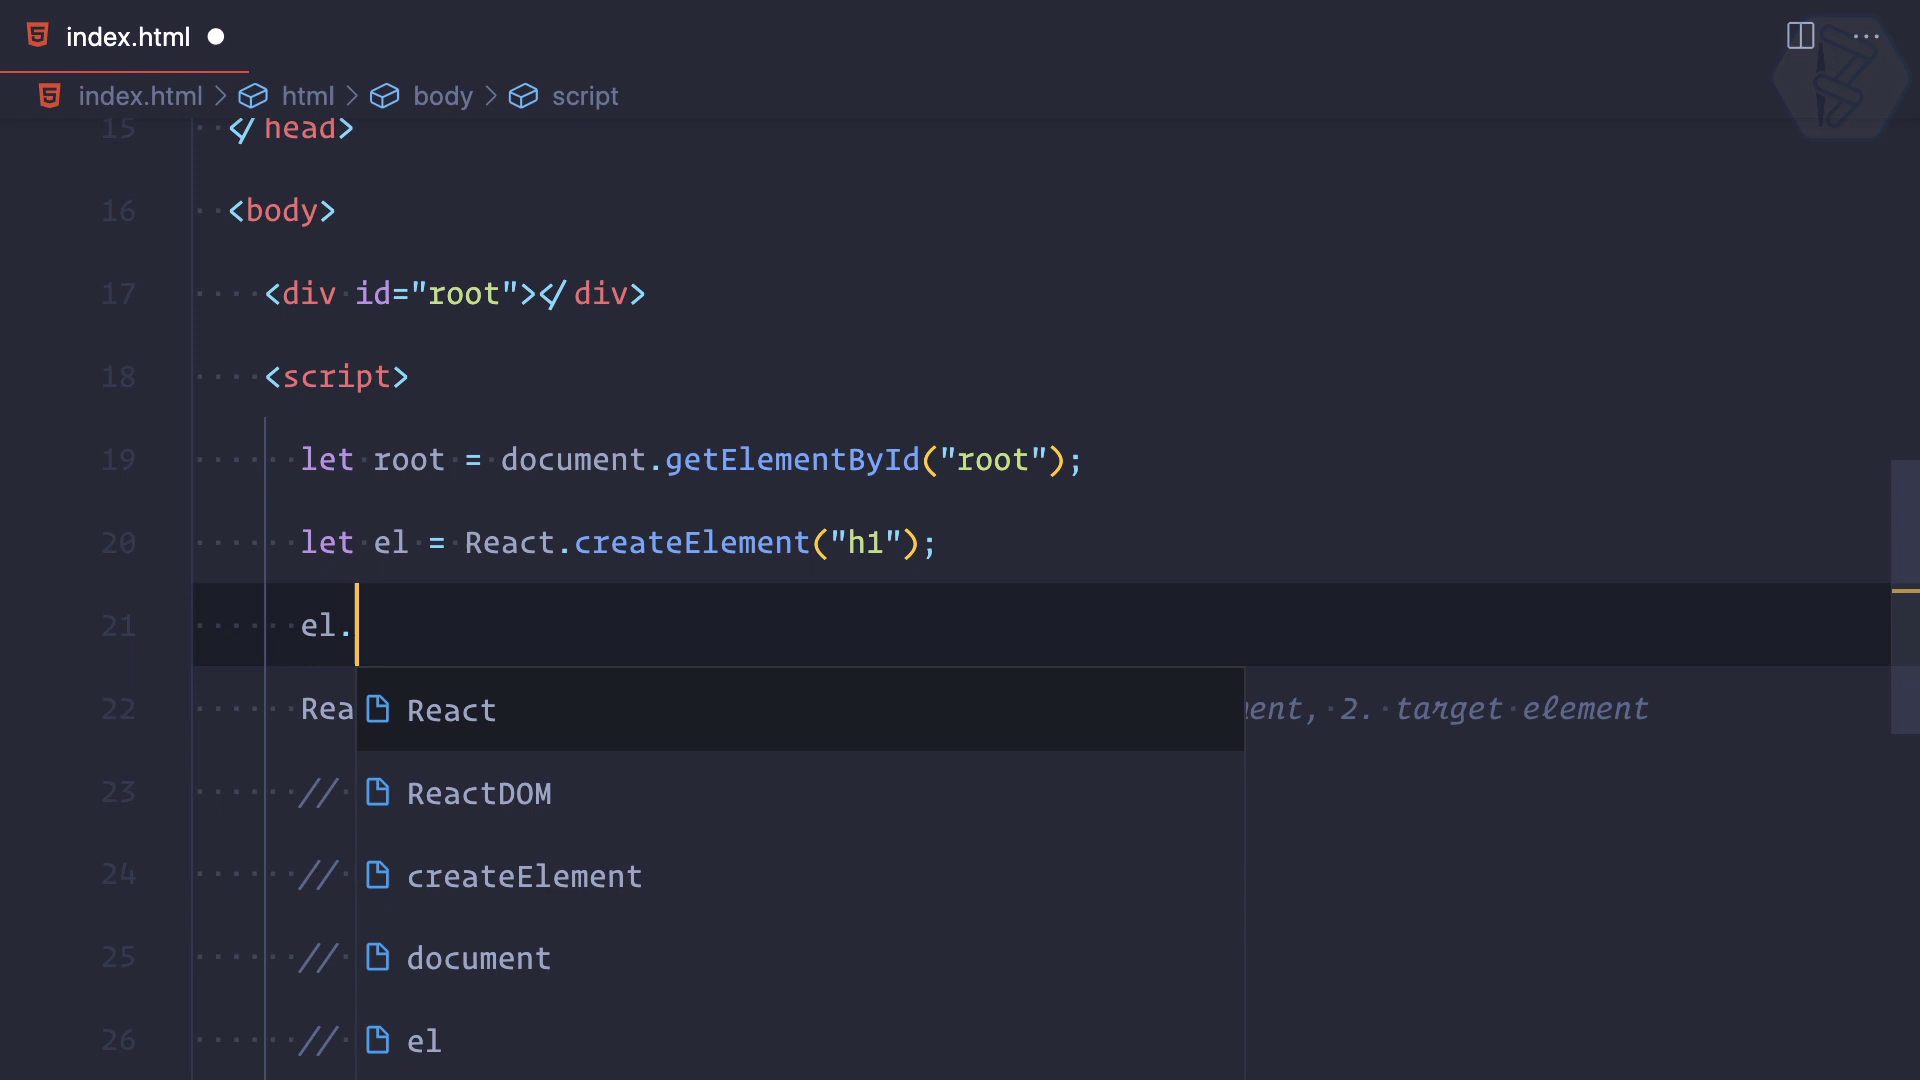 index.html
index.html > html > body > script
15 </head>
16 <body>
17 <div id="root"></div>
18 <script>
19 let root = document.getElementById("root");
20 let el = React.createElement("h1");
21 el.
22 Rea ent, 2. target element
React
23 //
ReactDOM
24 //
createElement
25 //
document
26 //
el